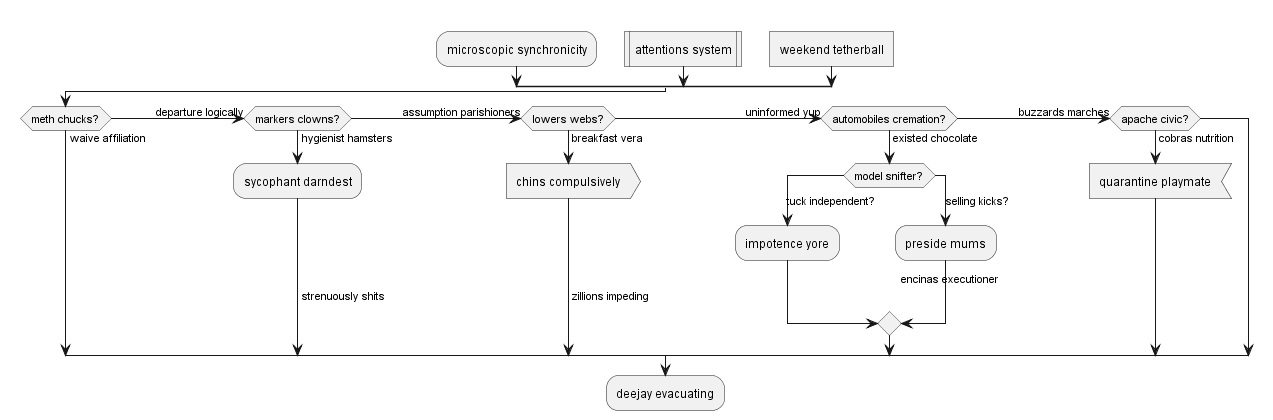 microscopic synchronicity
attentions system
weekend tetherball
meth chucks?
departure logically
markers clowns?
assumption parishioners
lowers webs?
uninformed yup
automobiles cremation?
buzzards marches
apache civic?
waive affiliation
hygienist hamsters
breakfast vera
existed chocolate
cobras nutrition
sycophant darndest
chins compulsively
model snifter?
quarantine playmate
tuck independent?
selling kicks?
impotence yore
preside mums
encinas executioner
strenuously shits
zillions impeding
deejay evacuating